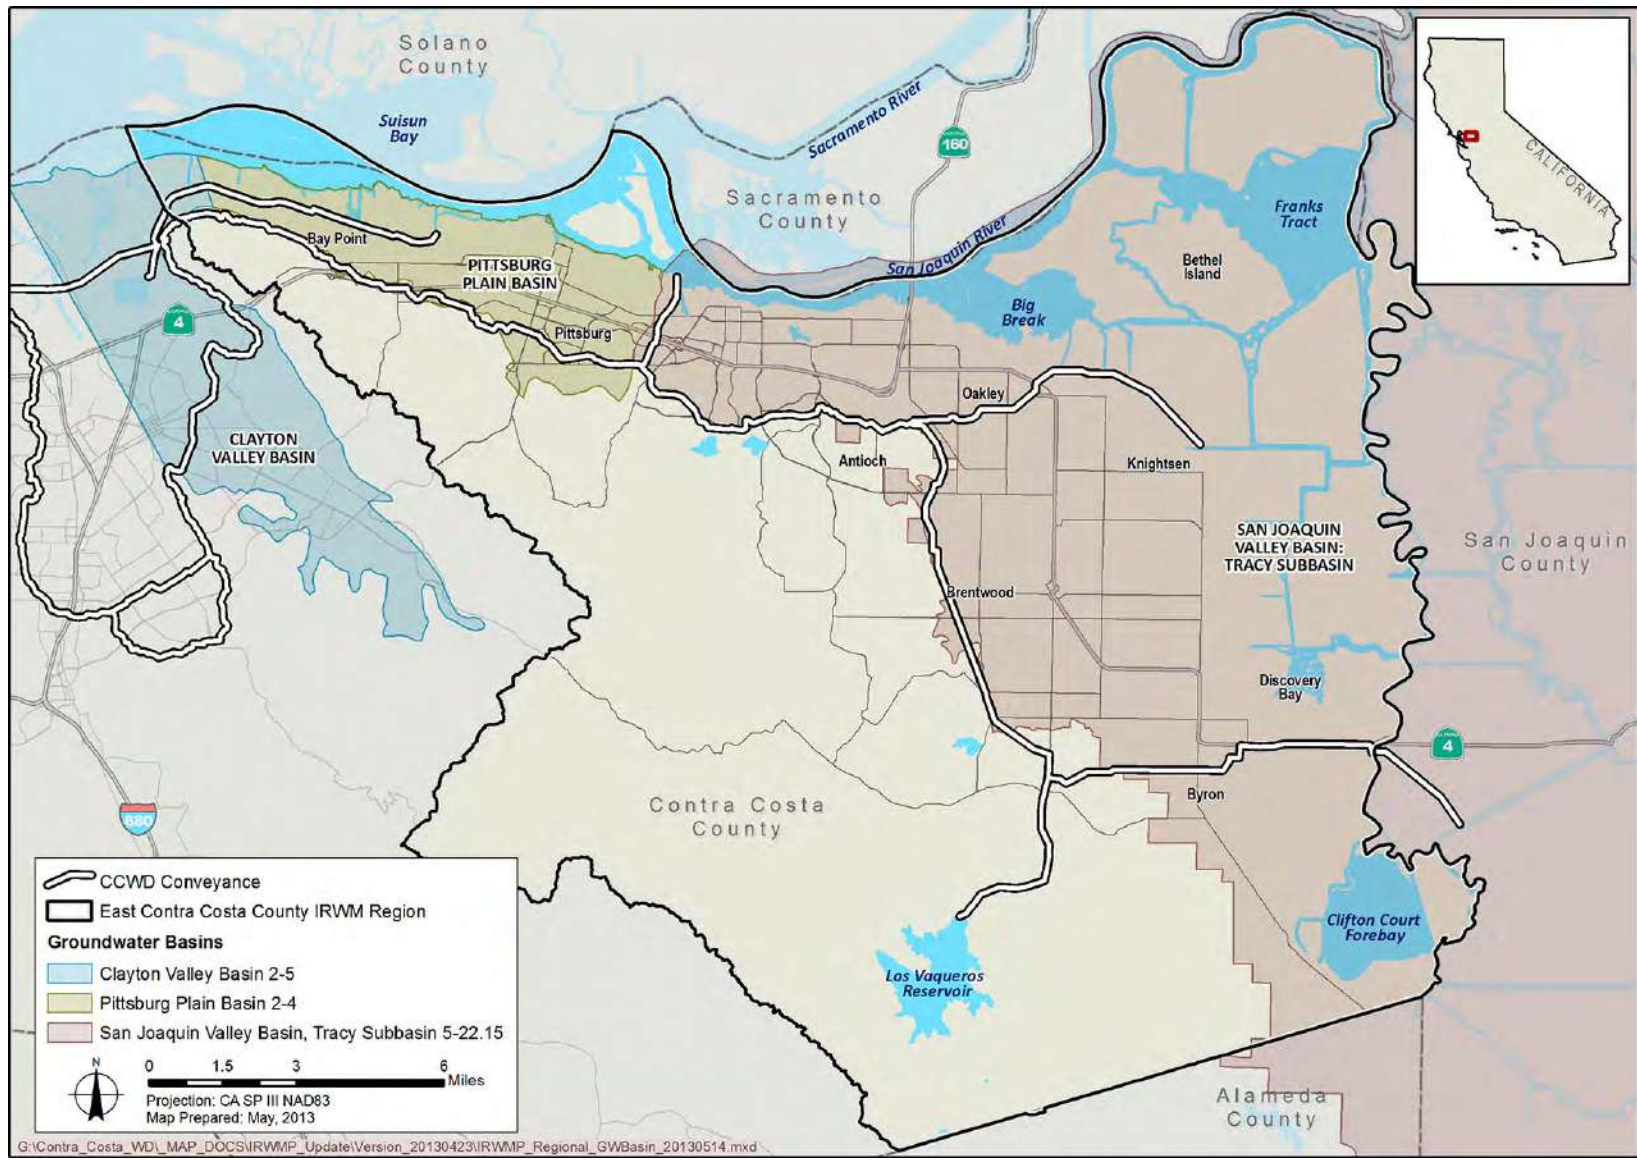 Solano
County
Suisun
Bay
Sacramento River
160
Sacramento
County
San Joaquin River
Franks
Tract
Bethel
Island
Big
Break
CALIFORNIA
Bay Point
PITTSBURG
PLAIN BASIN
Pittsburg
4
CLAYTON
VALLEY BASIN
Oakley
Antioch
Knightsen
SAN JOAQUIN
VALLEY BASIN:
TRACY SUBBASIN
San Joaquin
County
Brentwood
Discovery
Bay
4
Byron
Contra Costa
County
680
Clifton Court
Forebay
Los Vaqueros
Reservoir
Alameda
County
CCWD Conveyance
East Contra Costa County IRWM Region
Groundwater Basins
Clayton Valley Basin 2-5
Pittsburg Plain Basin 2-4
San Joaquin Valley Basin, Tracy Subbasin 5-22.15
N
0 1.5 3 6
Miles
Projection: CA SP III NAD83
Map Prepared: May, 2013
G:\Contra_Costa_WD\_MAP_DOCS\IRWMP_Update\Version_20130423\IRWMP_Regional_GWBasin_20130514.mxd